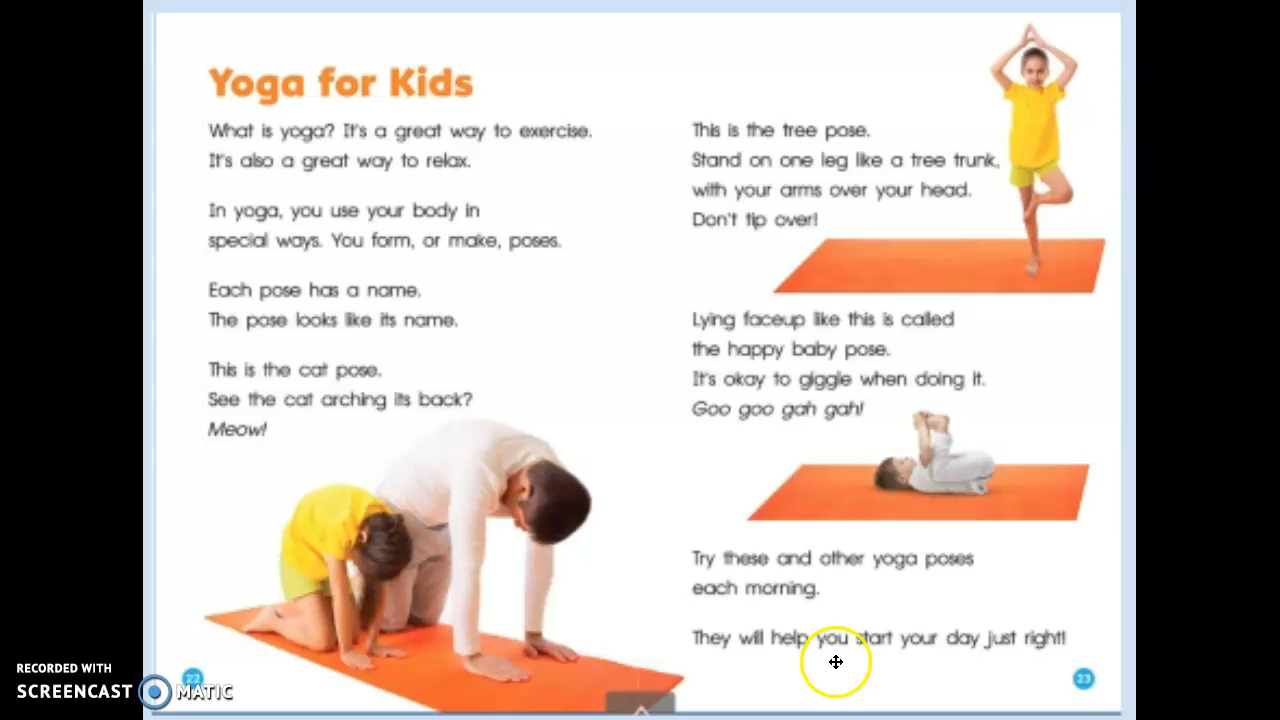 Yoga for Kids
What is yoga? It's a great way to exercise.
It's also a great way to relax.
In yoga, you use your body in
special ways. You form, or make, poses.
Each pose has a name.
The pose looks like its name.
This is the cat pose.
See the cat arching its back?
Meow!
22
This is the tree pose.
Stand on one leg like a tree trunk,
with your arms over your head.
Don't tip over!
Lying faceup like this is called
the happy baby pose.
It's okay to giggle when doing it.
Goo goo gah gah!
Try these and other yoga poses
each morning.
They will help you start your day just right!
23
RECORDED WITH
SCREENCAST MATIC